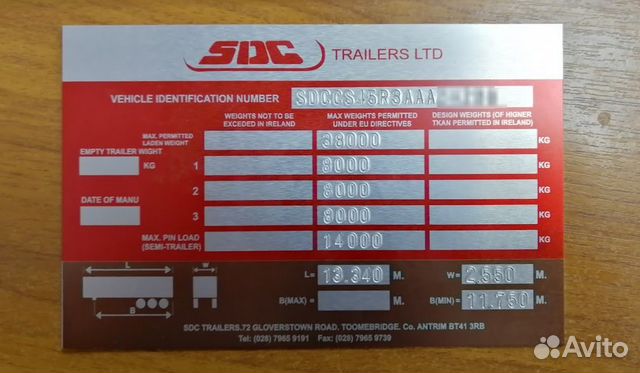 SDC TRAILERS LTD
VEHICLE IDENTIFICATION NUMBER SDCCS45R3AAA
WEIGHTS NOT TO BE EXCEEDED IN IRELAND
MAX WEIGHTS PERMITTED UNDER EU DIRECTIVES
DESIGN WEIGHTS (OF HIGNER TKAN PERMITTED IN IRELAND)
MAX. PERMITTED LADEN WEIGHT 38000 KG
EMPTY TRAILER WIGHT
KG 1 8000 KG
2 8000 KG
DATE OF MANU
3 8000 KG
MAX. PIN LOAD (SEMI-TRAILER) 14000 KG
L W L= 13.340 M. W= 2.550 M.
B B(MAX) = M. B(MIN) = 11.750 M.
SDC TRAILERS.72 GLOVERSTOWN ROAD, TOOMEBRIDGE. Co. ANTRIM BT41 3RB
Tel: (028) 7965 9191 Fax: (028) 7965 9739
Avito